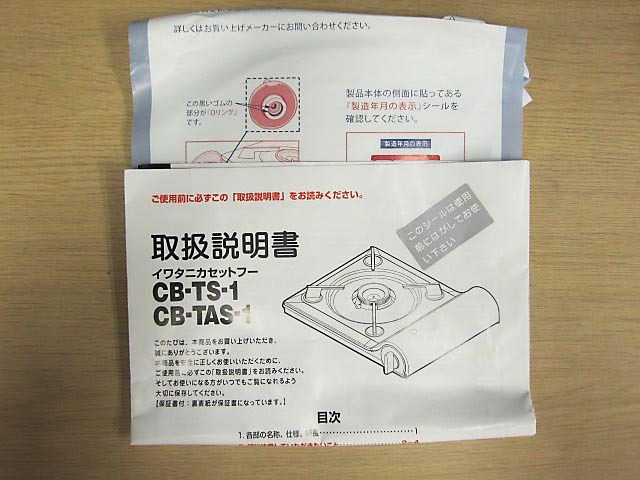 詳しくはお買い上げメーカーにお問い合わせください。
この黒いゴムの
部分が「Oリング」
です。
製品本体の側面に貼ってある
『製造年月の表示』シールを
確認してください。
製造年月の表示
ご使用前に必ずこの「取扱説明書」をお読みください。
このシールは使用
前にはがしてお使
い下さい
取扱説明書
イワタニカセットフー
CB-TS-1
CB-TAS-1
このたびは、本商品をお買い上げいただき、
誠にありがとうございます。
本商品を安全に正しくお使いいただくために、
ご使用前に必ずこの「取扱説明書」をお読みください。
そしてお使いになる方がいつでもご覧になれるよう
大切に保存してください。
【保証書付:裏表紙が保証書になっています。】
目次
1.各部の名称、仕様、特長 1